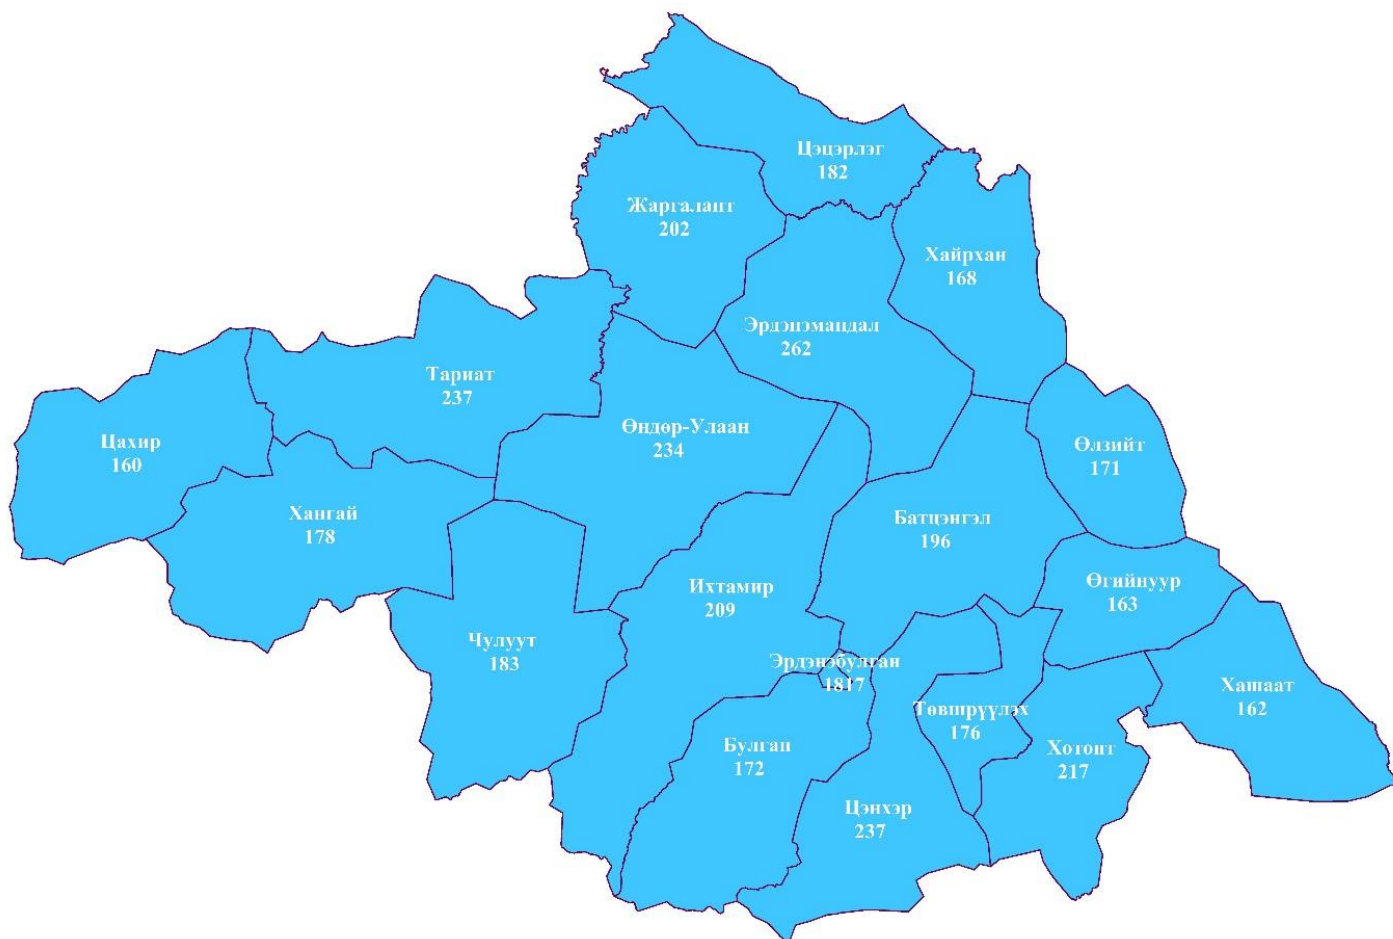 Цэцэрлэг
182
Жаргалант
202
Хайрхан
168
Эрдэнэмандал
262
Тариат
237
Өндөр-Улаан
234
Цахир
160
Өлзийт
171
Хангай
178
Батцэнгэл
196
Өгийнуур
163
Ихтамир
209
Чулуут
183
Эрдэнэбулган
1817
Хашаат
162
Төвшрүүлэх
176
Булган
172
Хотонт
217
Цэнхэр
237